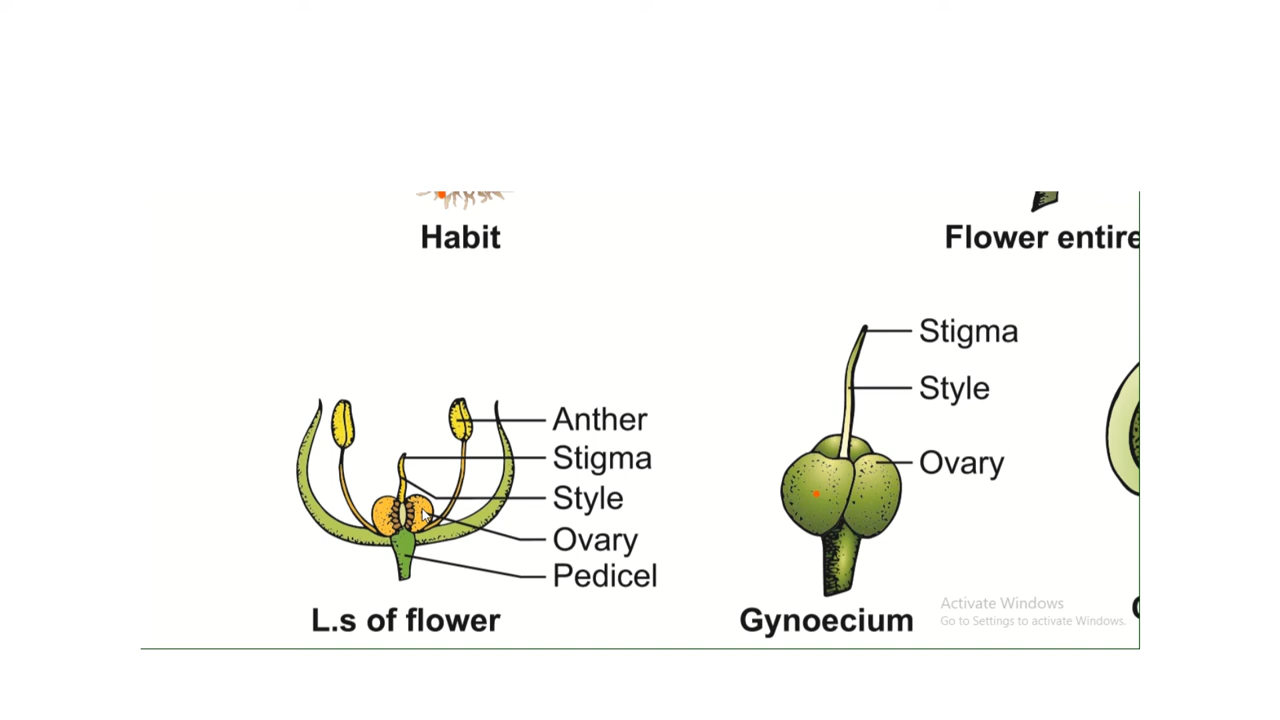 Habit
Flower entire
Stigma
Style
Ovary
Anther
Stigma
Style
Ovary
Pedicel
L.s of flower
Gynoecium
Activate Windows
Go to Settings to activate Windows.